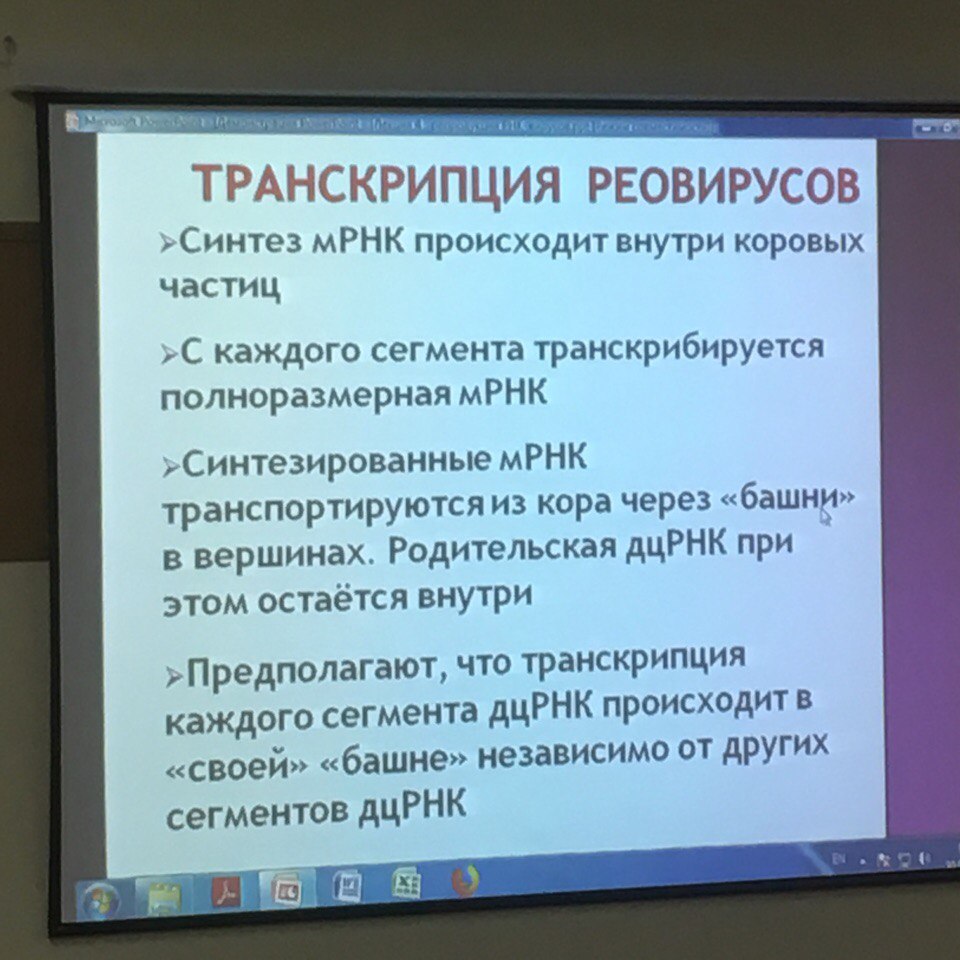 Microsoft PowerPoint
ТРАНСКРИПЦИЯ РЕОВИРУСОВ
➢Синтез мРНК происходит внутри коровых
частиц
➢С каждого сегмента транскрибируется
полноразмерная мРНК
➢Синтезированные мРНК
транспортируются из кора через «башни»
в вершинах. Родительская дцРНК при
этом остаётся внутри
➢Предполагают, что транскрипция
каждого сегмента дцРНК происходит в
«своей» «башне» независимо от других
сегментов дцРНК
EN